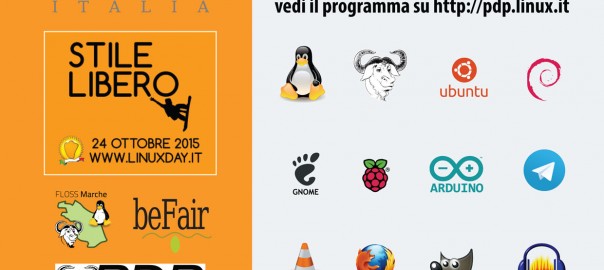 ITALIA
vedi il programma su http://pdp.linux.it
STILE
LIBERO
24 OTTOBRE 2015
WWW.LINUXDAY.IT
FLOSS Marche
beFair
PDP
ubuntu
GNOME
ARDUINO